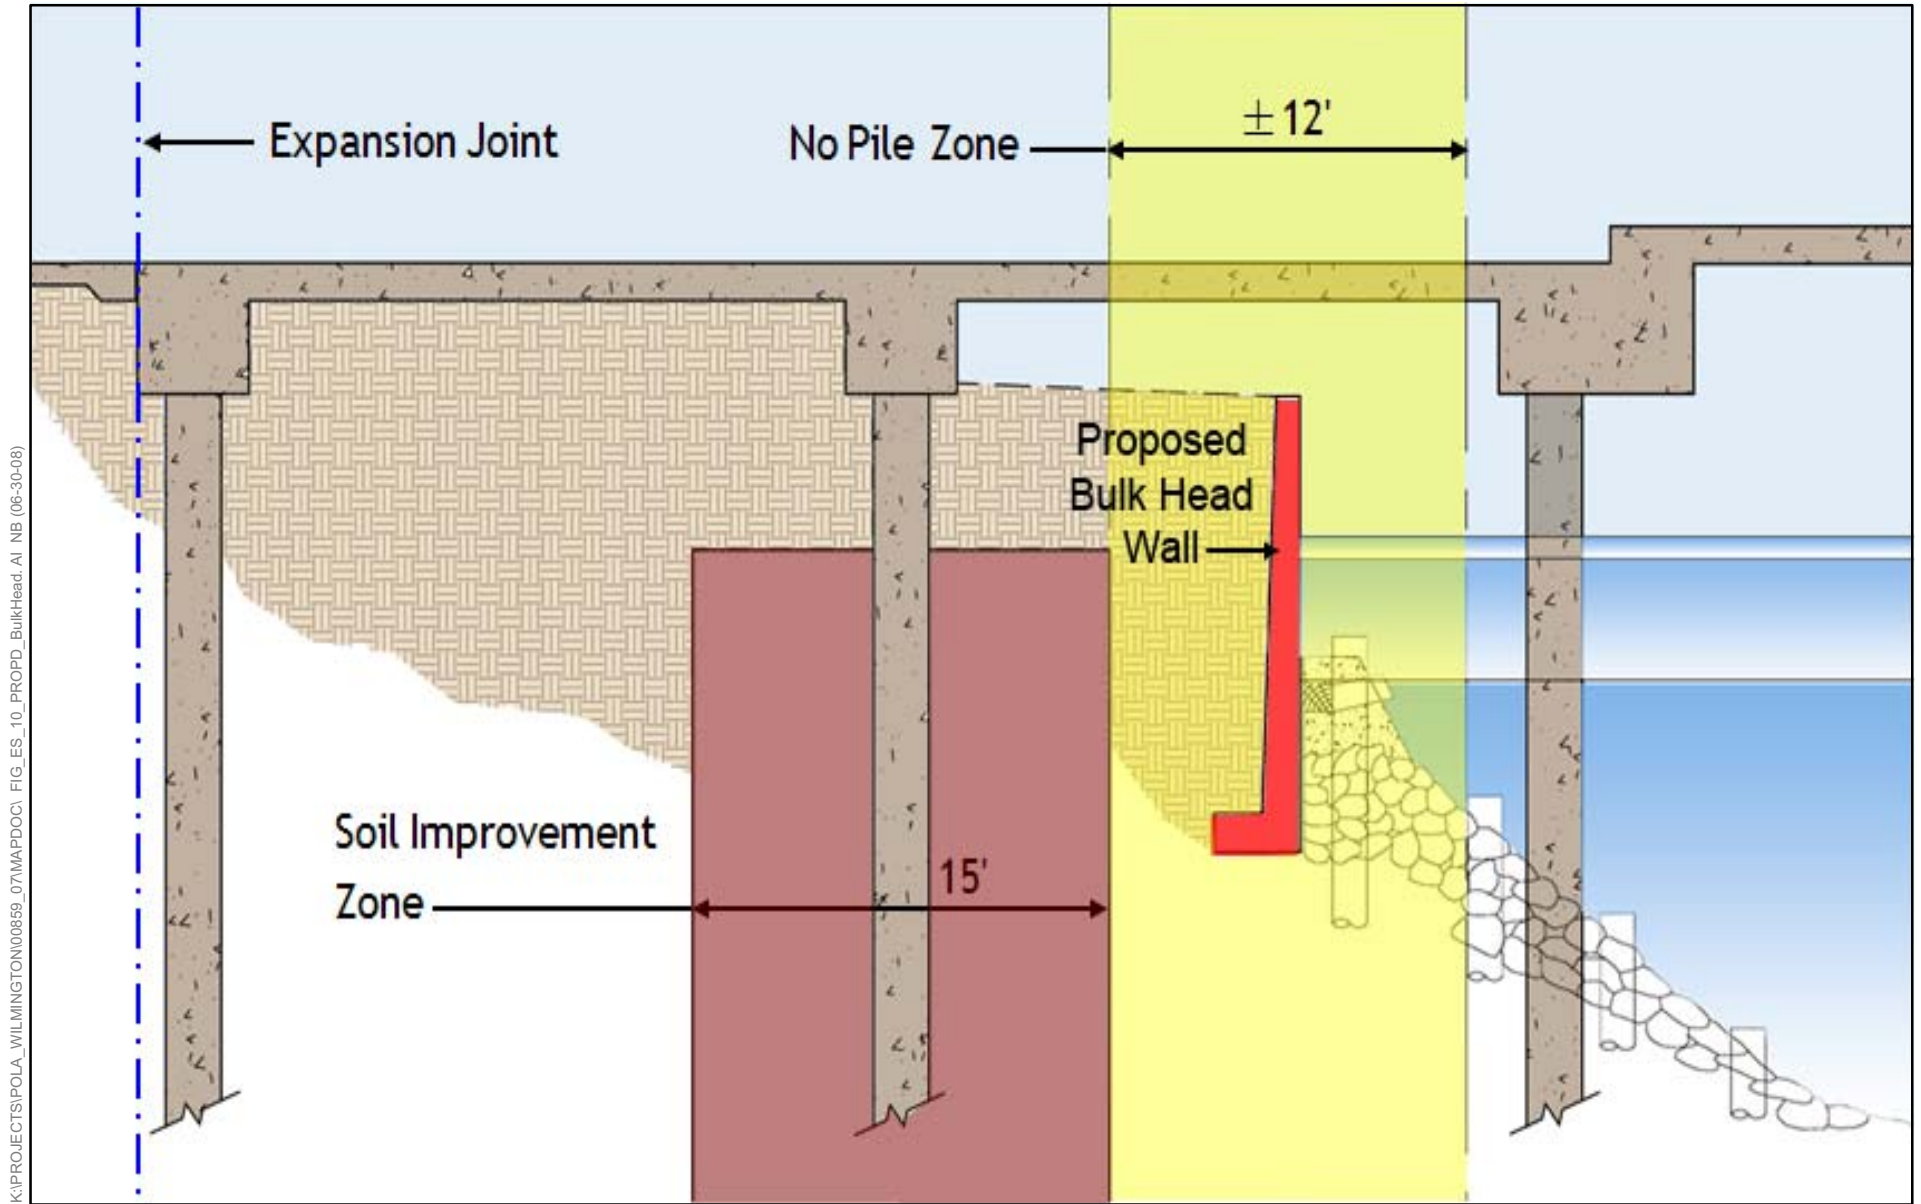 Expansion Joint
No Pile Zone
±12'
Proposed
Bulk Head
Wall
Soil Improvement
Zone
15'
K:\PROJECTS\POLA_WILMINGTON\00859_07\MAPDOC\ FIG_ES_10_PROPD_BulkHead. AI NB (06-30-08)